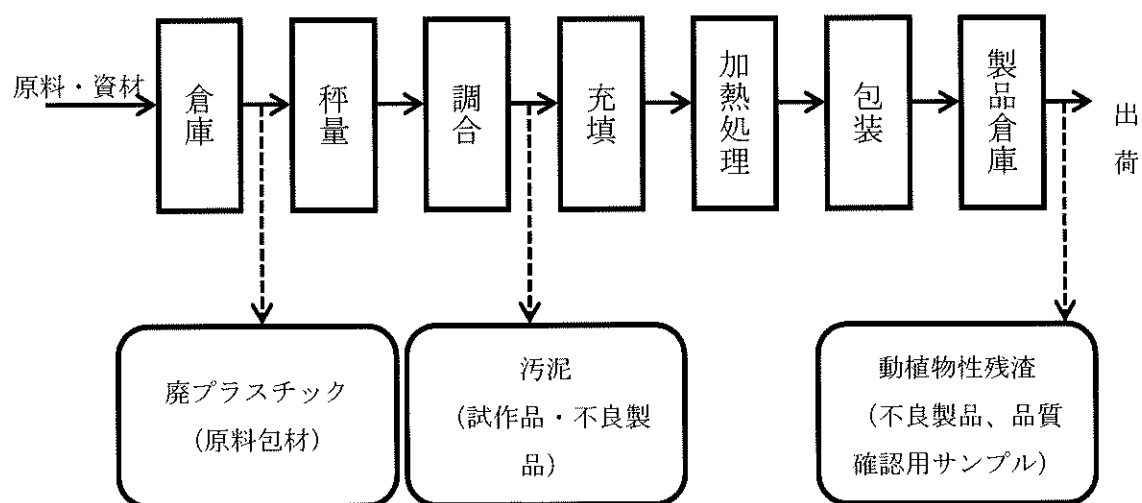 原料・資材
倉庫
秤量
調合
充填
加熱処理
包装
製品倉庫
出
荷
廃プラスチック
（原料包材）
汚泥
（試作品・不良製
品）
動植物性残渣
（不良製品、品質
確認用サンプル）